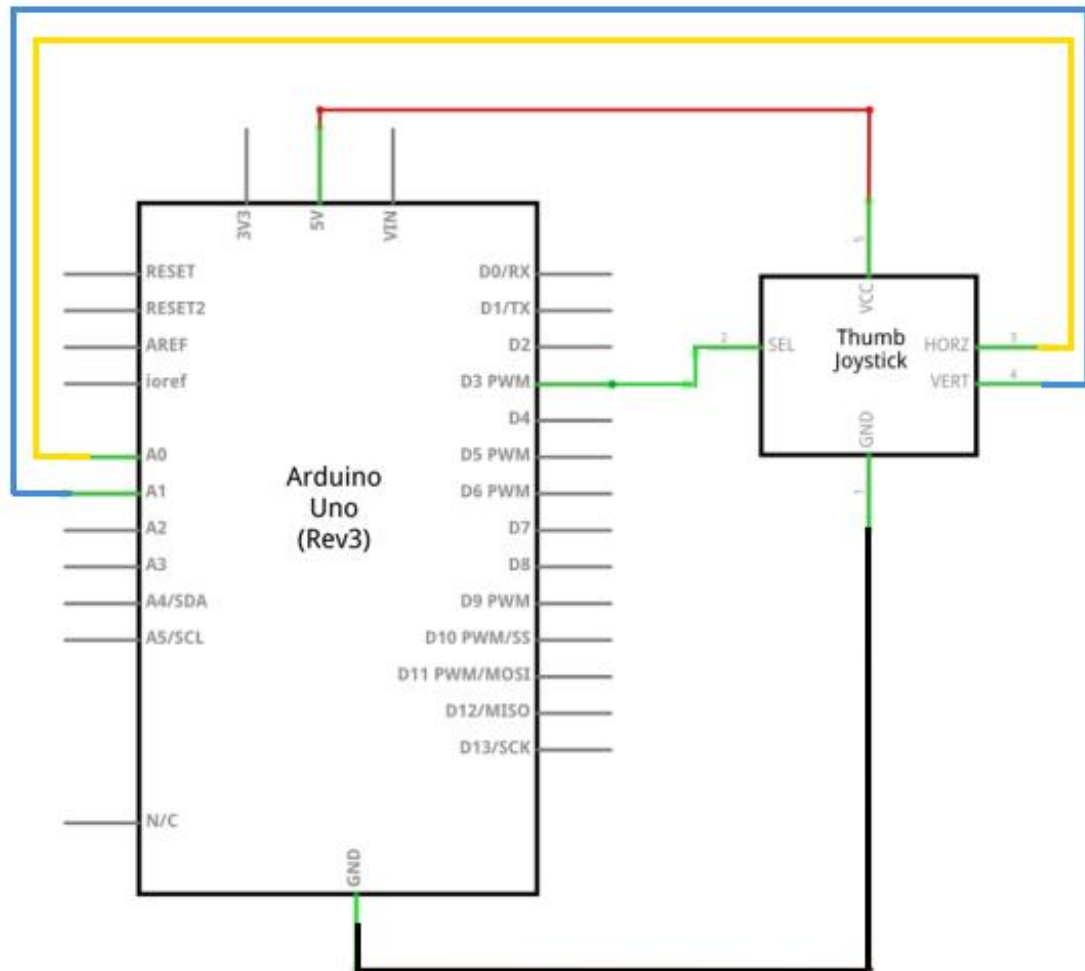 3V3
5V
VIN
RESET
RESET2
AREF
ioref
A0
A1
A2
A3
A4/SDA
A5/SCL
N/C
Arduino
Uno
(Rev3)
D0/RX
D1/TX
D2
D3 PWM
D4
D5 PWM
D6 PWM
D7
D8
D9 PWM
D10 PWM/SS
D11 PWM/MOSI
D12/MISO
D13/SCK
GND
5
VCC
2
SEL
Thumb
Joystick
HORZ
3
VERT
4
GND
1